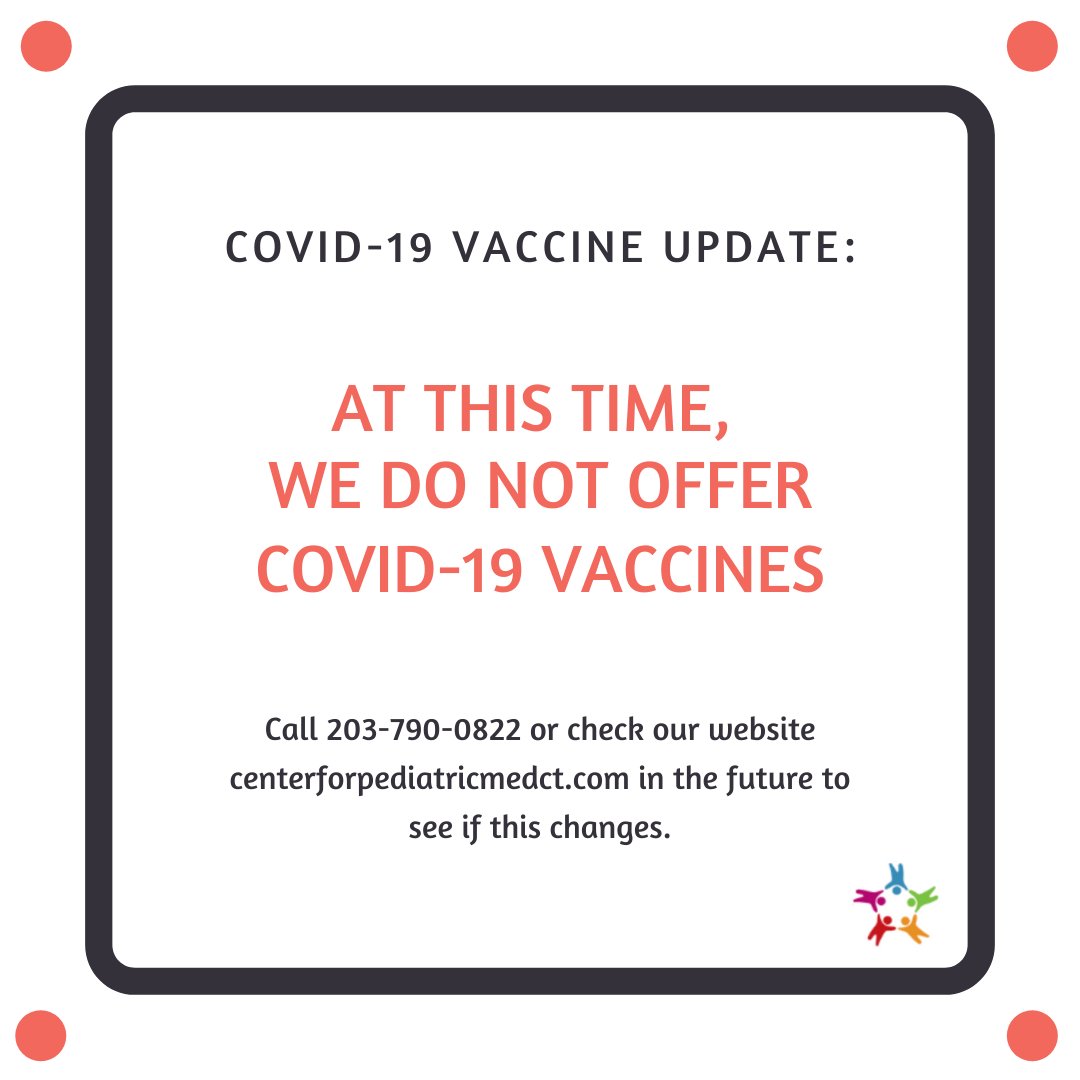 COVID-19 VACCINE UPDATE:
AT THIS TIME,
WE DO NOT OFFER
COVID-19 VACCINES
Call 203-790-0822 or check our website
centerforpediatricmedct.com in the future to
see if this changes.